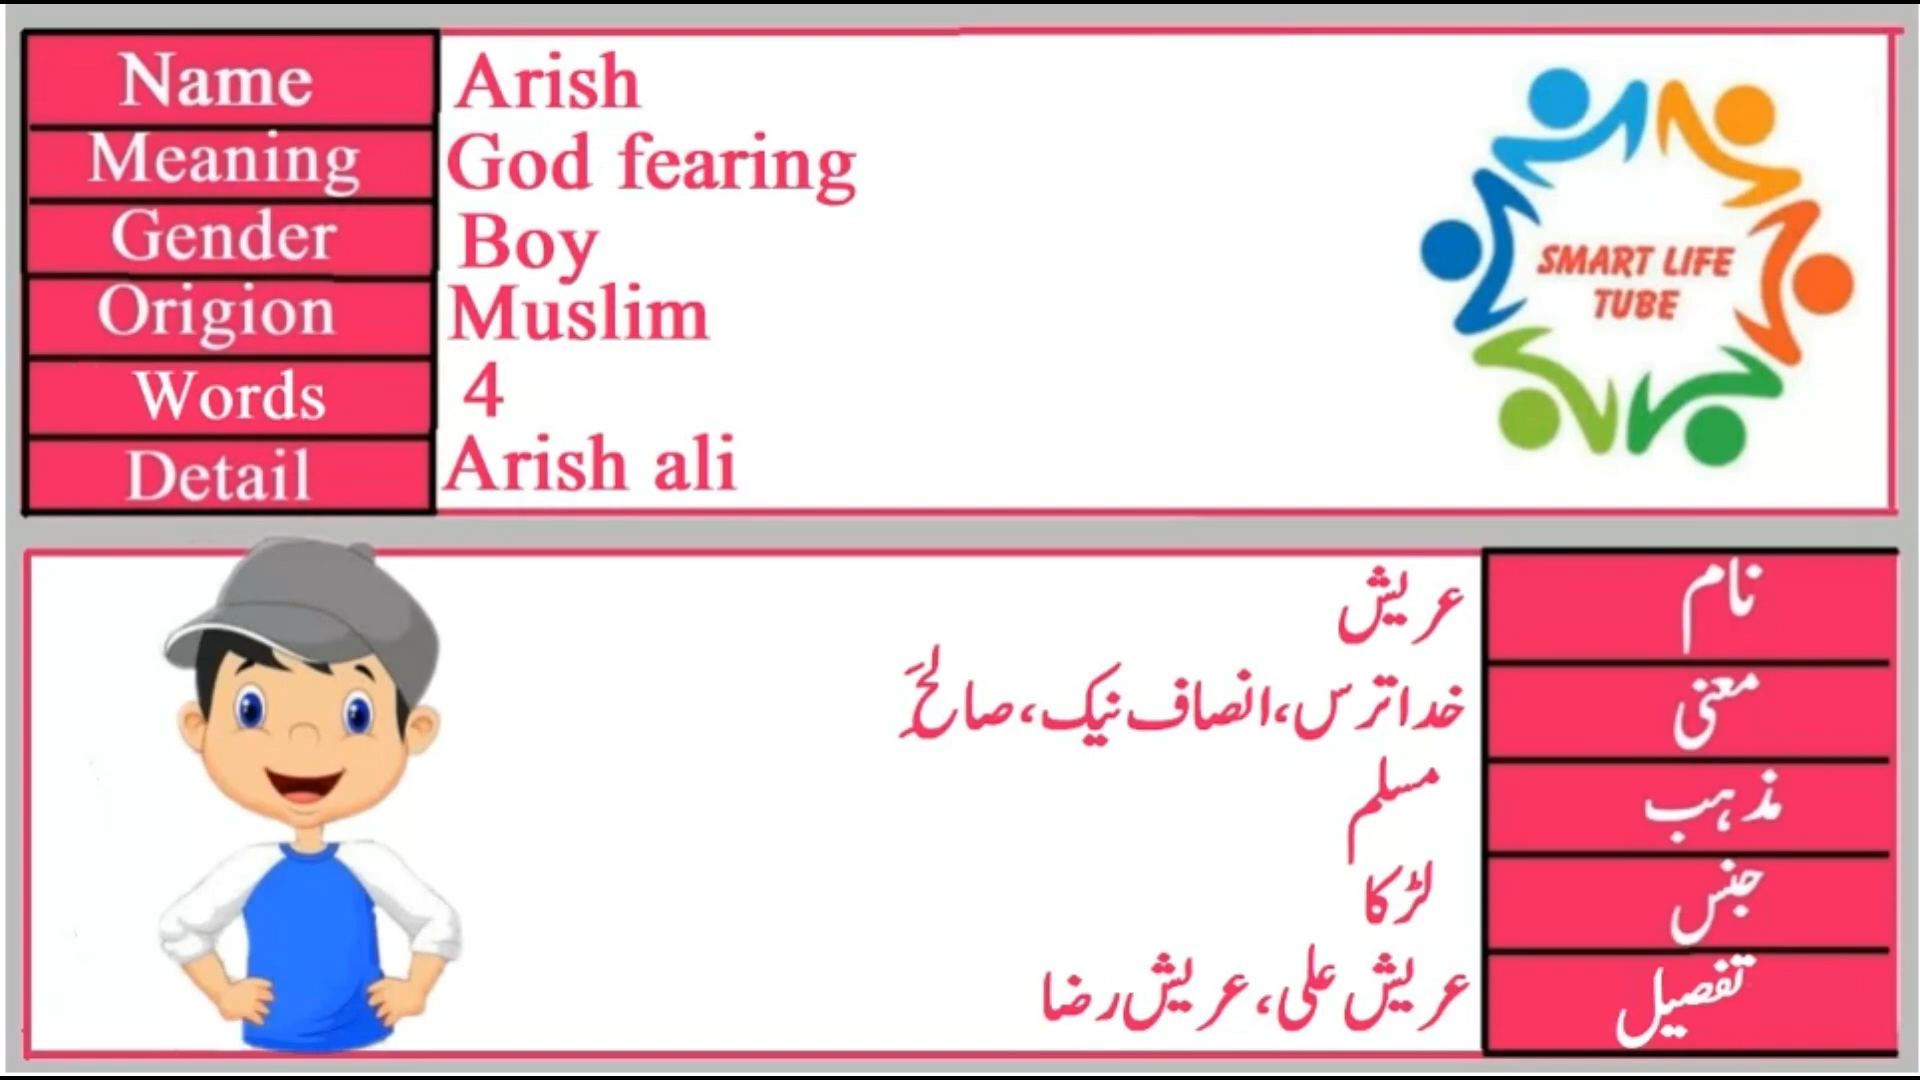 Name Arish
Meaning God fearing
Gender Boy
Origion Muslim
Words 4
Detail Arish ali
SMART LIFE
TUBE
نام عریش
معنی خداترس، انصاف نیک، صالح
مذہب مسلم
جنس لڑکا
تفصیل عریش علی، عریش رضا